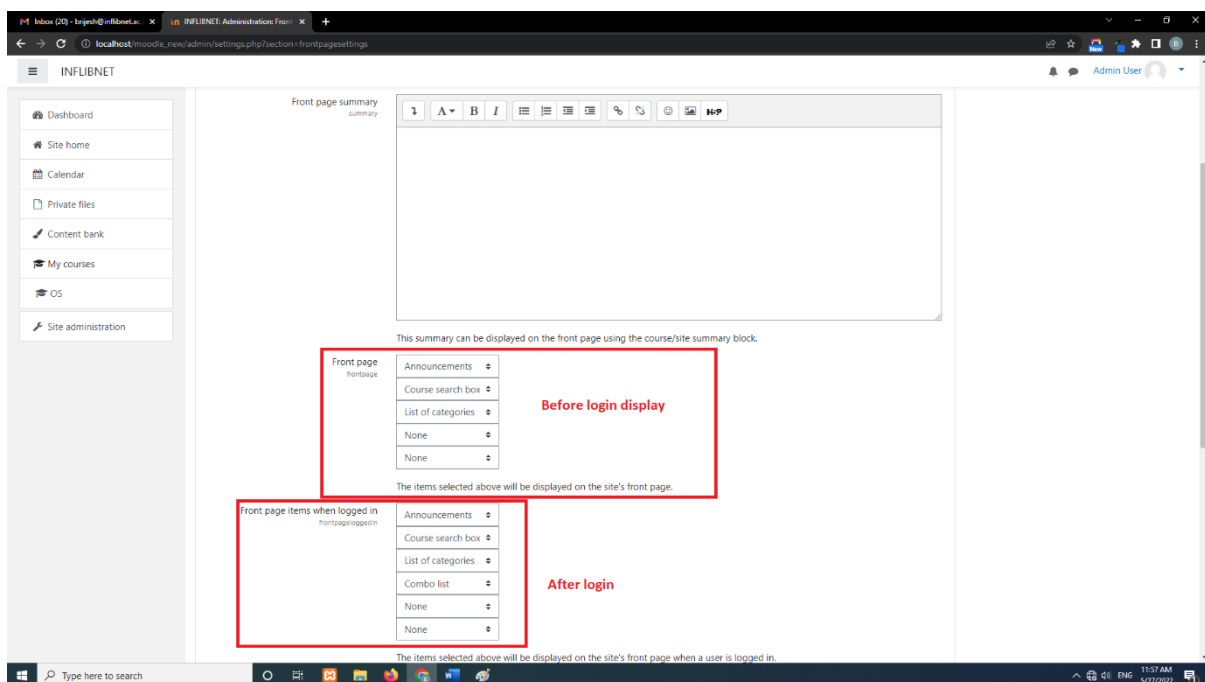 Inbox (20) - brijesh@inflibnet.ac. X
INFLIBNET: Administration: Front X
localhost/moodle_new/admin/settings.php?section=frontpagesettings
New
INFLIBNET
Admin User
Dashboard
Site home
Calendar
Private files
Content bank
My courses
OS
Site administration
Front page summary
summary
A B I H-P
This summary can be displayed on the front page using the course/site summary block.
Front page
frontpage
Announcements
Course search box
List of categories
None
None
Before login display
The items selected above will be displayed on the site's front page.
Front page items when logged in
frontpageloggedin
Announcements
Course search box
List of categories
Combo list
None
None
After login
The items selected above will be displayed on the site's front page when a user is logged in.
Type here to search
ENG
11:57 AM
5/27/2022